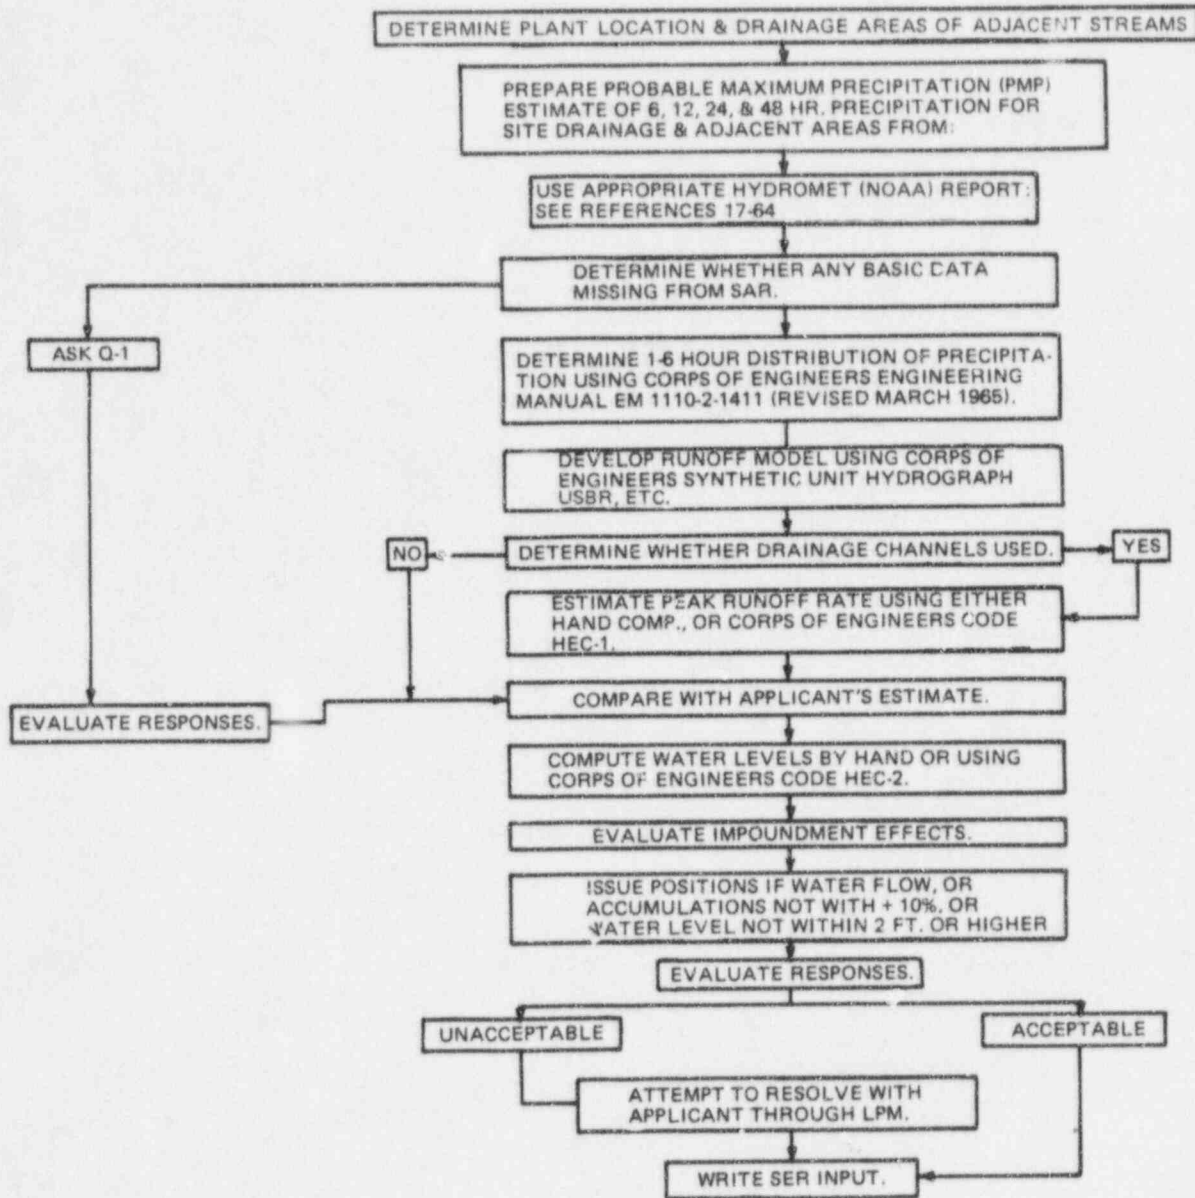 DETERMINE PLANT LOCATION & DRAINAGE AREAS OF ADJACENT STREAMS
PREPARE PROBABLE MAXIMUM PRECIPITATION (PMP)
ESTIMATE OF 6, 12, 24, & 48 HR. PRECIPITATION FOR
SITE DRAINAGE & ADJACENT AREAS FROM:
USE APPROPRIATE HYDROMET (NOAA) REPORT:
SEE REFERENCES 17-64
DETERMINE WHETHER ANY BASIC DATA
MISSING FROM SAR.
ASK Q-1
DETERMINE 1-6 HOUR DISTRIBUTION OF PRECIPITA-
TION USING CORPS OF ENGINEERS ENGINEERING
MANUAL EM 1110-2-1411 (REVISED MARCH 1965).
DEVELOP RUNOFF MODEL USING CORPS OF
ENGINEERS SYNTHETIC UNIT HYDROGRAPH
USBR, ETC.
NO
DETERMINE WHETHER DRAINAGE CHANNELS USED.
YES
ESTIMATE PEAK RUNOFF RATE USING EITHER
HAND COMP., OR CORPS OF ENGINEERS CODE
HEC-1.
EVALUATE RESPONSES.
COMPARE WITH APPLICANT'S ESTIMATE.
COMPUTE WATER LEVELS BY HAND OR USING
CORPS OF ENGINEERS CODE HEC-2.
EVALUATE IMPOUNDMENT EFFECTS.
ISSUE POSITIONS IF WATER FLOW, OR
ACCUMULATIONS NOT WITH + 10%, OR
WATER LEVEL NOT WITHIN 2 FT. OR HIGHER
EVALUATE RESPONSES.
UNACCEPTABLE
ACCEPTABLE
ATTEMPT TO RESOLVE WITH
APPLICANT THROUGH LPM.
WRITE SER INPUT.